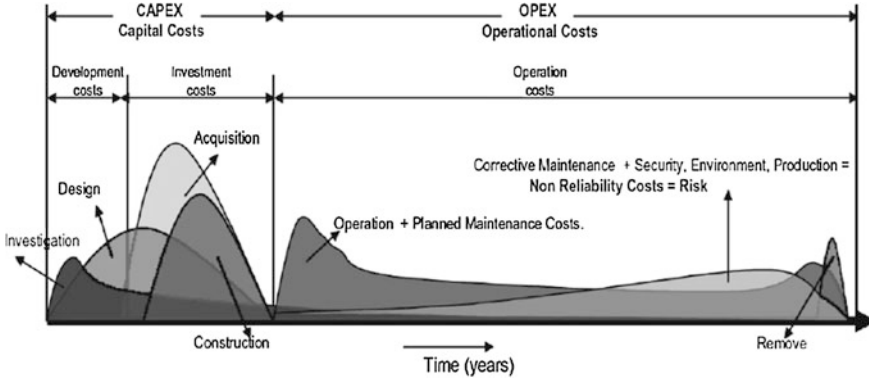 CAPEX
Capital Costs
OPEX
Operational Costs
Development
costs
Investment
costs
Operation
costs
Acquisition
Corrective Maintenance + Security, Environment, Production =
Non Reliability Costs = Risk
Design
Operation + Planned Maintenance Costs.
Investigation
Construction
Time (years)
Remove